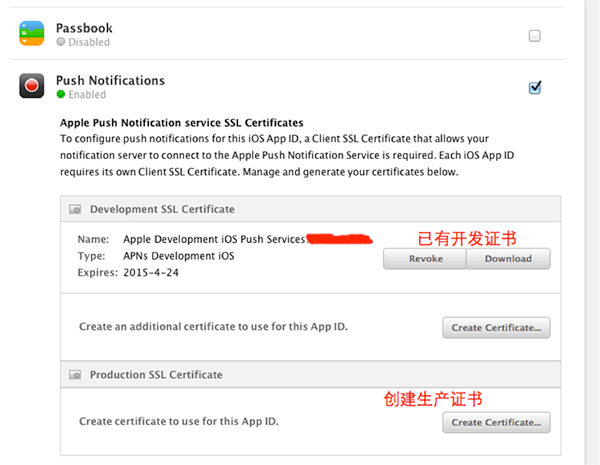 Passbook
Disabled
Push Notifications
Enabled
Apple Push Notification service SSL Certificates
To configure push notifications for this iOS App ID, a Client SSL Certificate that allows your
notification server to connect to the Apple Push Notification Service is required. Each iOS App ID
requires its own Client SSL Certificate. Manage and generate your certificates below.
Development SSL Certificate
Name: Apple Development iOS Push Services:
已有开发证书
Type: APNs Development iOS
Revoke Download
Expires: 2015-4-24
Create an additional certificate to use for this App ID.
Create Certificate...
Production SSL Certificate
创建生产证书
Create certificate to use for this App ID.
Create Certificate...